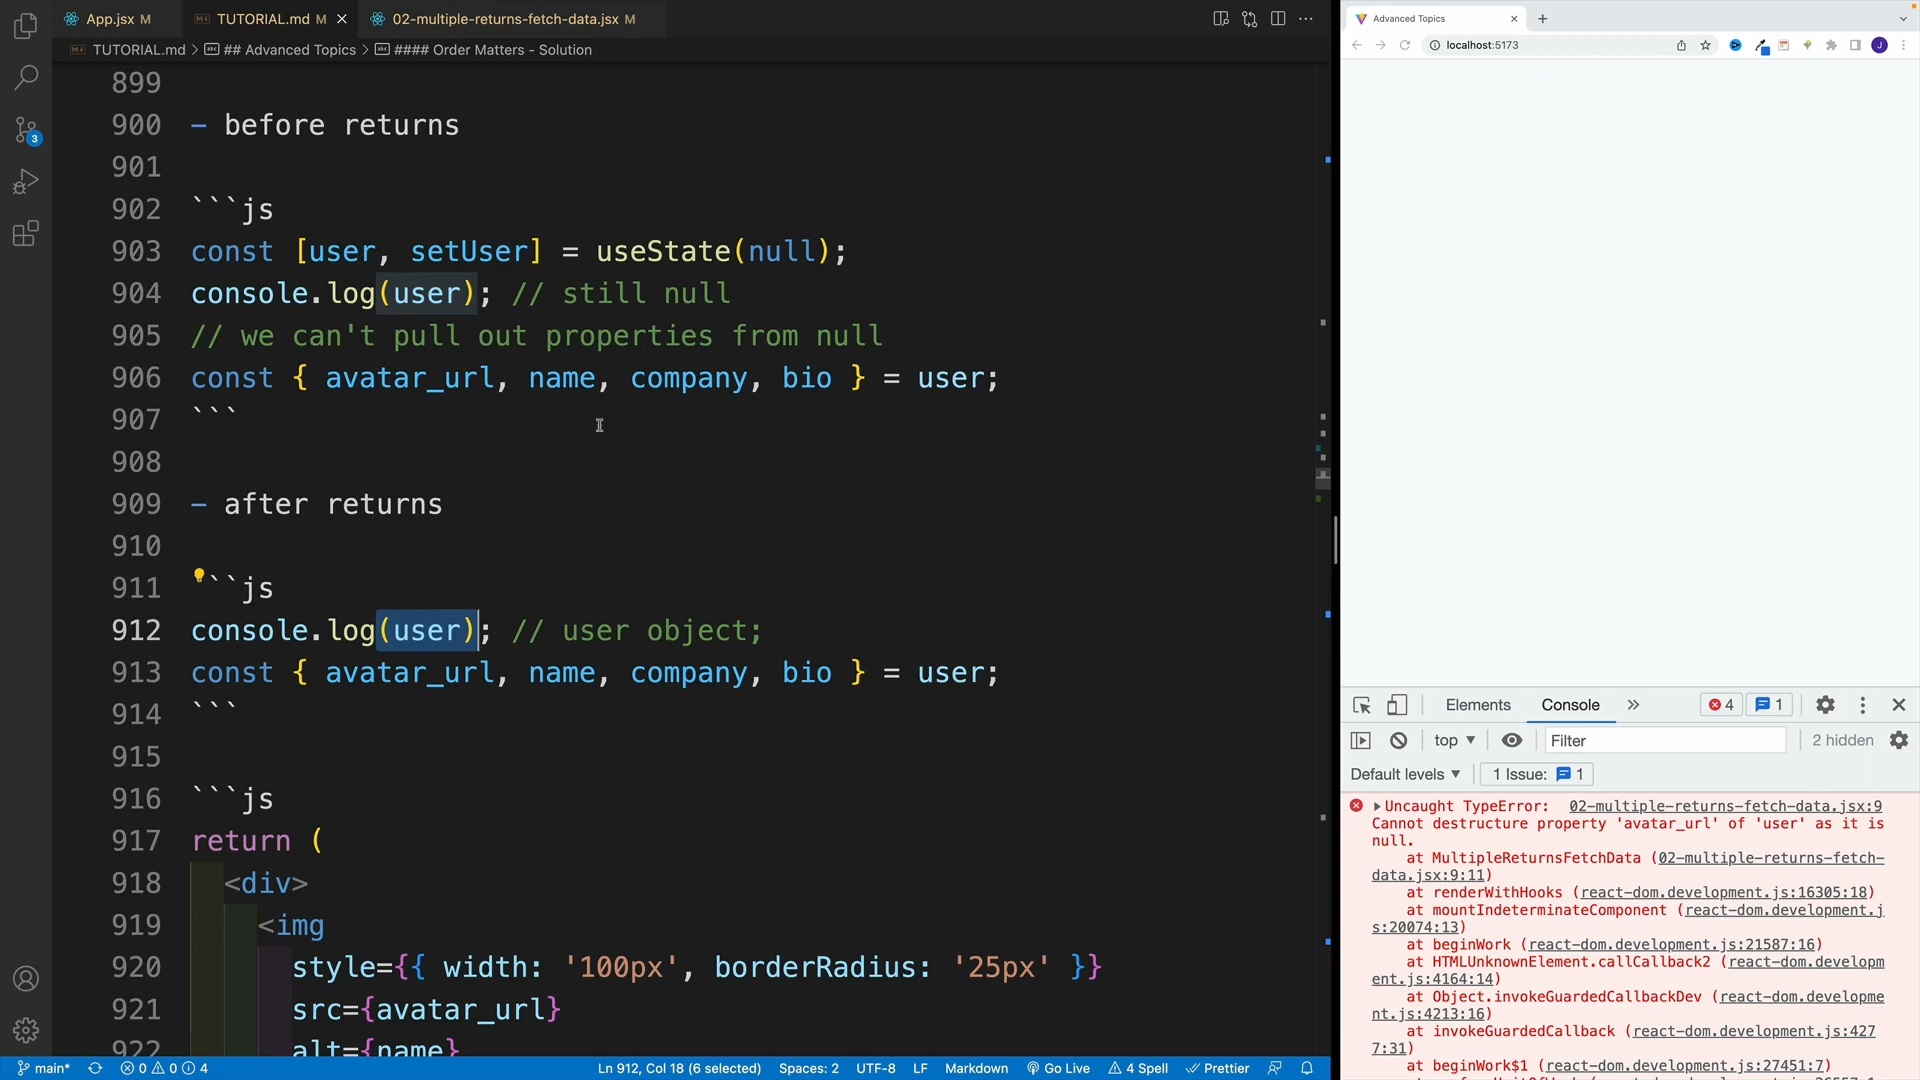 App.jsx M
TUTORIAL.md M
02-multiple-returns-fetch-data.jsx M
TUTORIAL.md > ## Advanced Topics > #### Order Matters - Solution
899
900 - before returns
901
902 ```js
903 const [user, setUser] = useState(null);
904 console.log(user); // still null
905 // we can't pull out properties from null
906 const { avatar_url, name, company, bio } = user;
907 ```
908
909 - after returns
910
911 ``js
912 console.log(user); // user object;
913 const { avatar_url, name, company, bio } = user;
914 ```
915
916 ```js
917 return (
918 <div>
919 <img
920 style={{ width: '100px', borderRadius: '25px' }}
921 src={avatar_url}
922 alt={name}
3
main* 0 0 4
Ln 912, Col 18 (6 selected) Spaces: 2 UTF-8 LF Markdown Go Live 4 Spell Prettier
Advanced Topics
localhost:5173
J
Elements Console 4 1
top Filter 2 hidden
Default levels 1 Issue: 1
Uncaught TypeError: 02-multiple-returns-fetch-data.jsx:9
Cannot destructure property 'avatar_url' of 'user' as it is
null.
at MultipleReturnsFetchData (02-multiple-returns-fetch-
data.jsx:9:11)
at renderWithHooks (react-dom.development.js:16305:18)
at mountIndeterminateComponent (react-dom.development.j
s:20074:13)
at beginWork (react-dom.development.js:21587:16)
at HTMLUnknownElement.callCallback2 (react-dom.developm
ent.js:4164:14)
at Object.invokeGuardedCallbackDev (react-dom.developme
nt.js:4213:16)
at invokeGuardedCallback (react-dom.development.js:427
7:31)
at beginWork$1 (react-dom.development.js:27451:7)